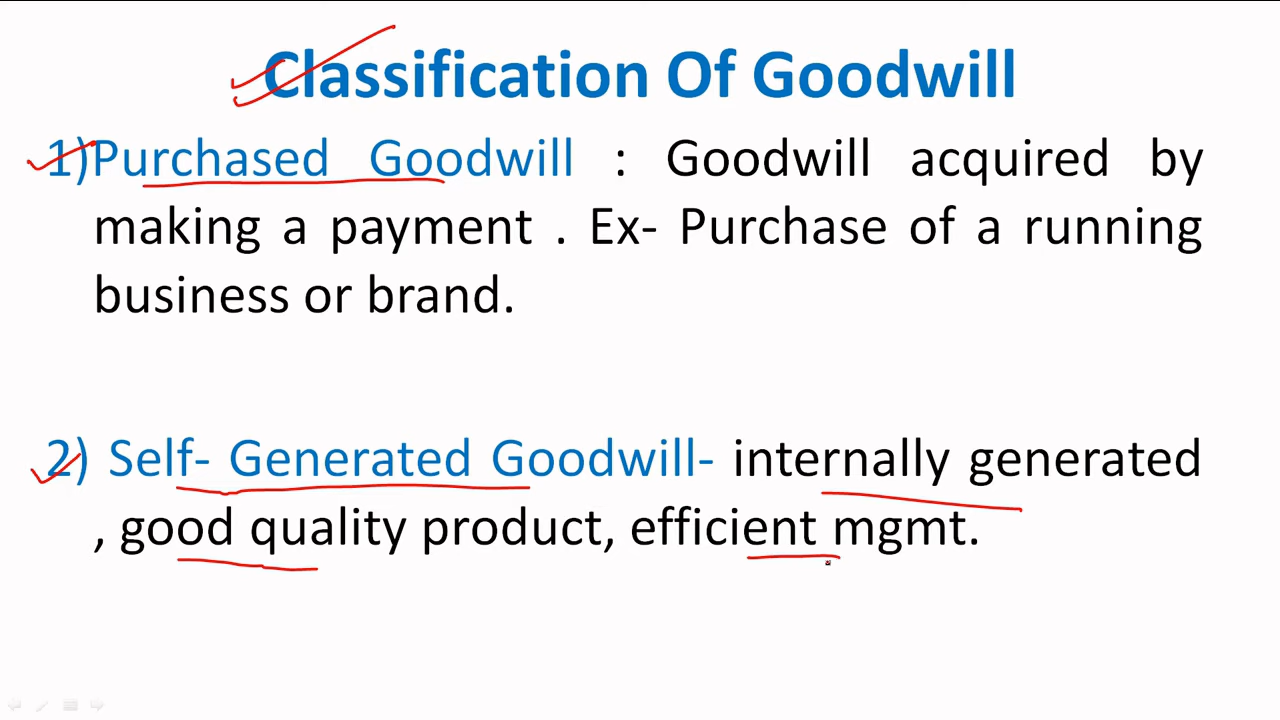 Classification Of Goodwill
1)Purchased Goodwill : Goodwill acquired by
making a payment . Ex- Purchase of a running
business or brand.
2) Self- Generated Goodwill- internally generated
, good quality product, efficient mgmt.